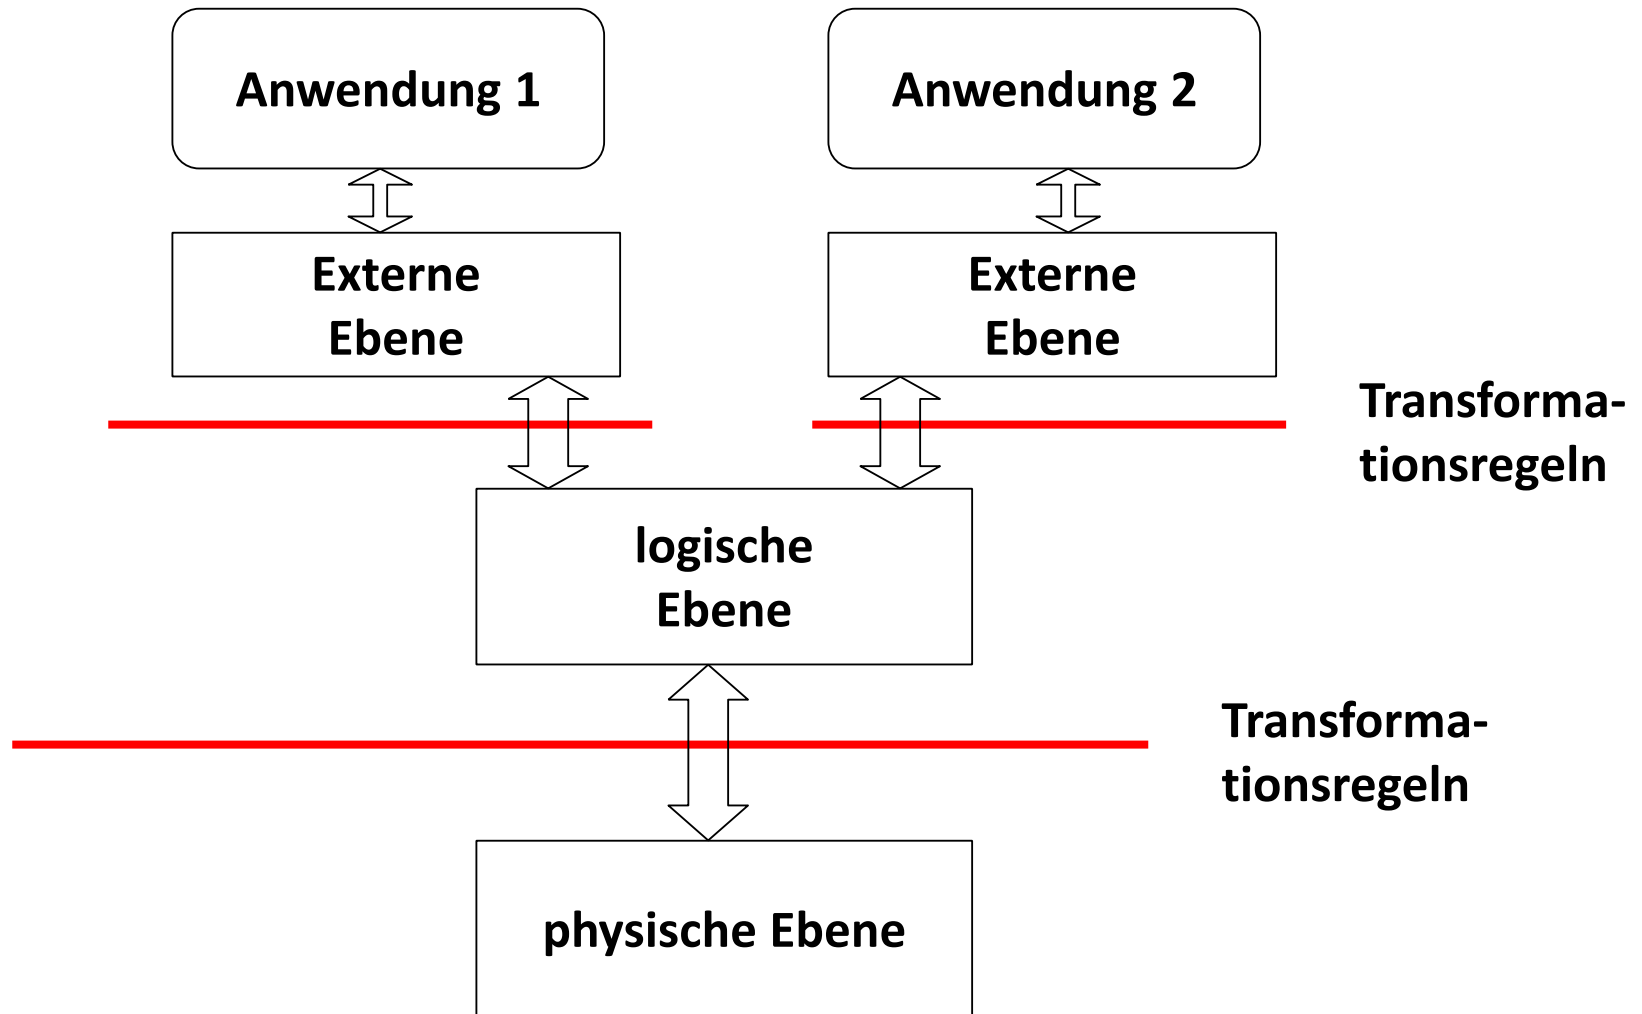 Anwendung 1
Anwendung 2
Externe
Ebene
Externe
Ebene
Transforma-
tionsregeln
logische
Ebene
Transforma-
tionsregeln
physische Ebene